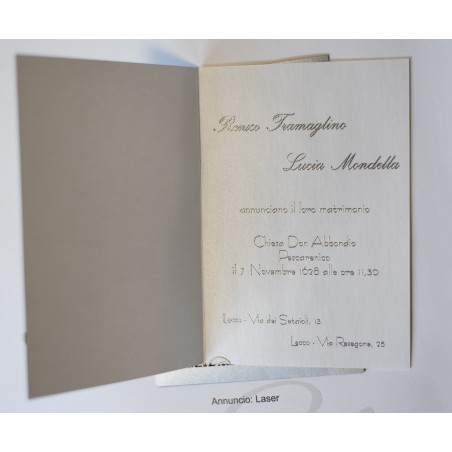 Renzo Tramaglino
Lucia Mondella
annunciano il loro matrimonio
Chiesa Don Abbondio
Pescarenico
il 7 Novembre 1628 alle ore 11,30
Lecco - Via dei Setaioli, 13
Lecco - Via Resegone, 25
Annuncio: Laser